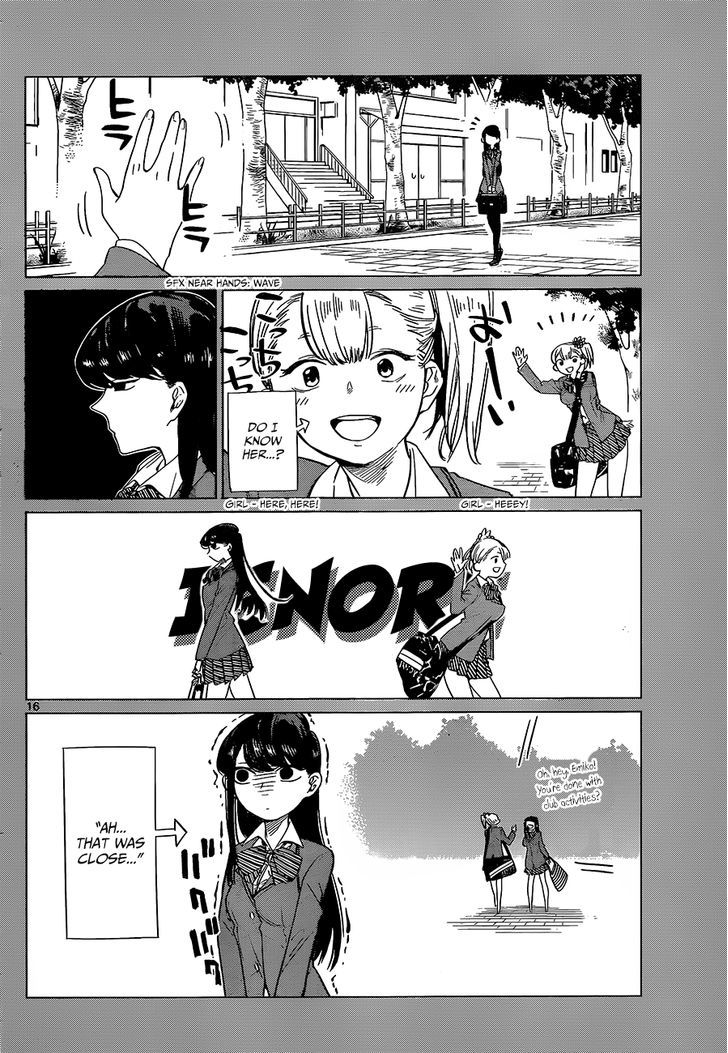 ヒラ
ヒラ
SFX NEAR HANDS: WAVE
おーい
こっち
こっち
DO I
KNOW
HER...?
GIRL - HERE, HERE!
GIRL - HEEEY!
IGNOR
16
"AH...
THAT WAS
CLOSE..."
ガク
ガク
Oh, hey, Emiko!
You're done with
club activities?